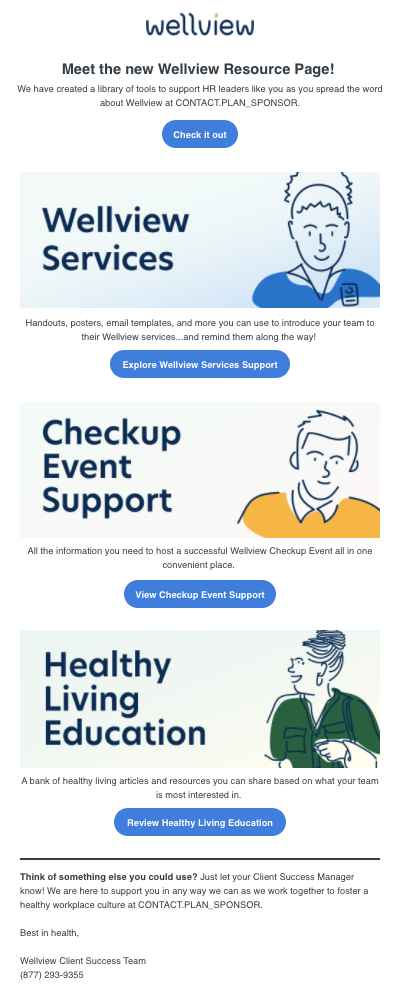 wellview
Meet the new Wellview Resource Page!
We have created a library of tools to support HR leaders like you as you spread the word
about Wellview at CONTACT.PLAN_SPONSOR.
Check it out
Wellview
Services
Handouts, posters, email templates, and more you can use to introduce your team to
their Wellview services...and remind them along the way!
Explore Wellview Services Support
Checkup
Event
Support
All the information you need to host a successful Wellview Checkup Event all in one
convenient place.
View Checkup Event Support
Healthy
Living
Education
A bank of healthy living articles and resources you can share based on what your team
is most interested in.
Review Healthy Living Education
Think of something else you could use? Just let your Client Success Manager
know! We are here to support you in any way we can as we work together to foster a
healthy workplace culture at CONTACT.PLAN_SPONSOR.
Best in health,
Wellview Client Success Team
(877) 293-9355